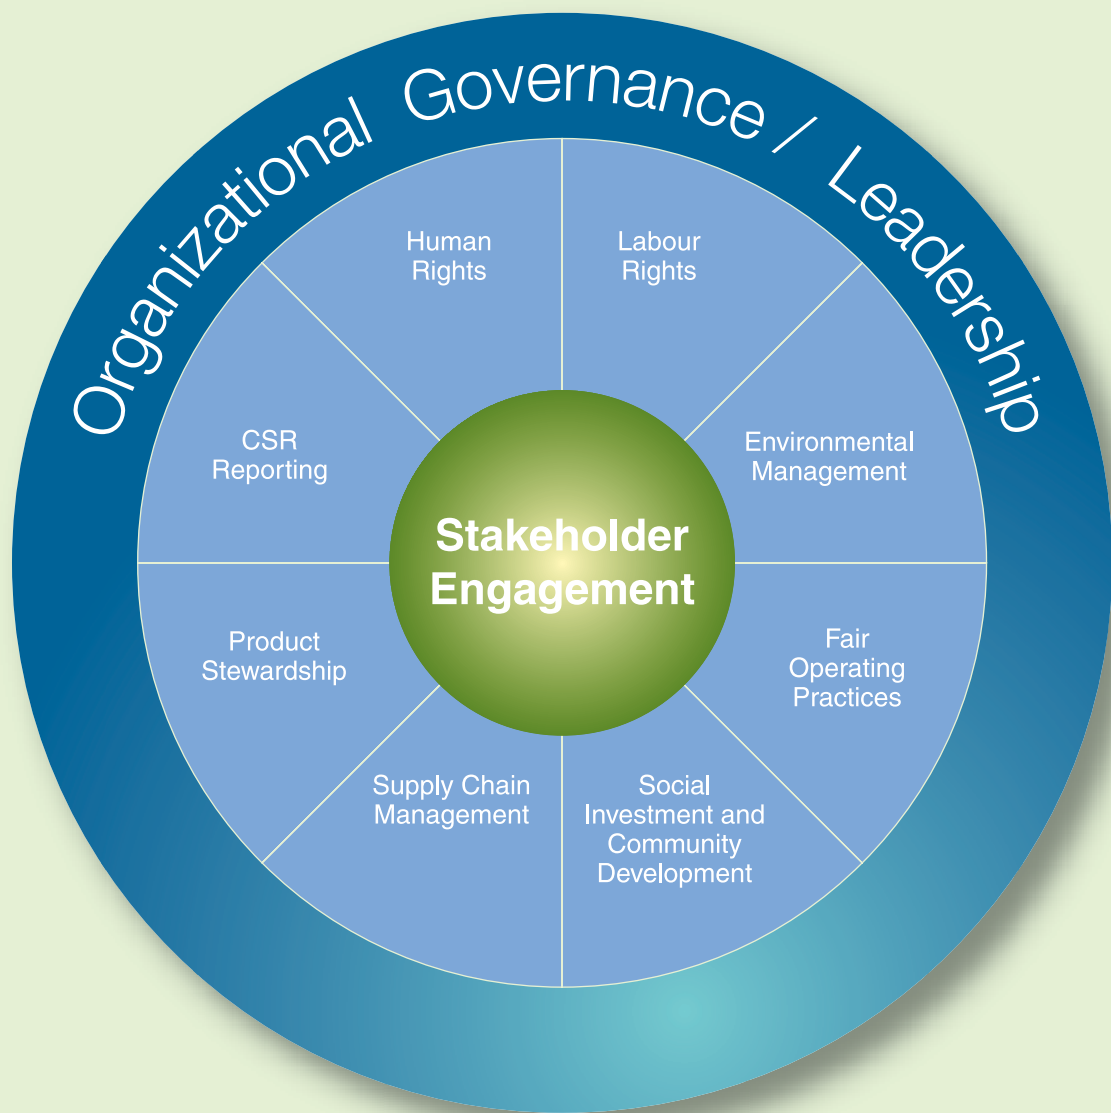 Organizational Governance / Leadership
Human
Rights
Labour
Rights
CSR
Reporting
Environmental
Management
Stakeholder
Engagement
Product
Stewardship
Fair
Operating
Practices
Supply Chain
Management
Social
Investment and
Community
Development